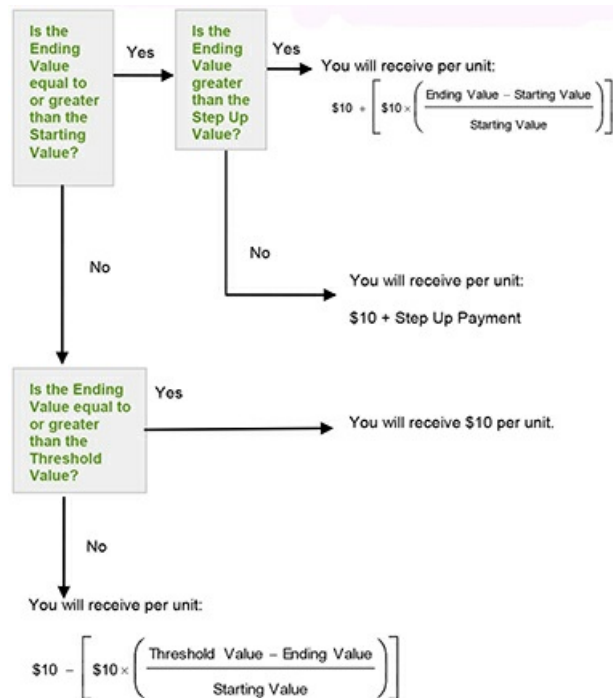 Is the
Ending
Value
equal to
or greater
than the
Starting
Value?
Yes
Is the
Ending
Value
greater
than the
Step Up
Value?
Yes
You will receive per unit:
$10 + [ $10 × ( Ending Value – Starting Value / Starting Value ) ]
No
No
You will receive per unit:
$10 + Step Up Payment
Is the Ending
Value equal to
or greater
than the
Threshold
Value?
Yes
You will receive $10 per unit.
No
You will receive per unit:
$10 – [ $10 × ( Threshold Value – Ending Value / Starting Value ) ]